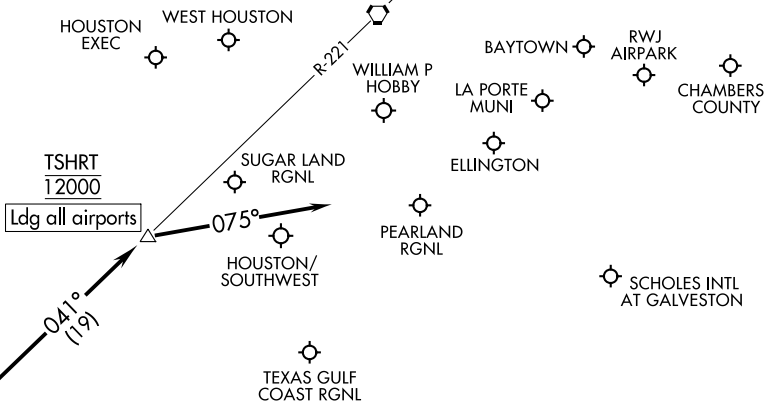 WEST HOUSTON
HOUSTON
EXEC
R-221
BAYTOWN
RWJ
AIRPARK
WILLIAM P
HOBBY
LA PORTE
MUNI
CHAMBERS
COUNTY
ELLINGTON
TSHRT
12000
Ldg all airports
SUGAR LAND
RGNL
075°
PEARLAND
RGNL
HOUSTON/
SOUTHWEST
SCHOLES INTL
AT GALVESTON
041°
(19)
TEXAS GULF
COAST RGNL